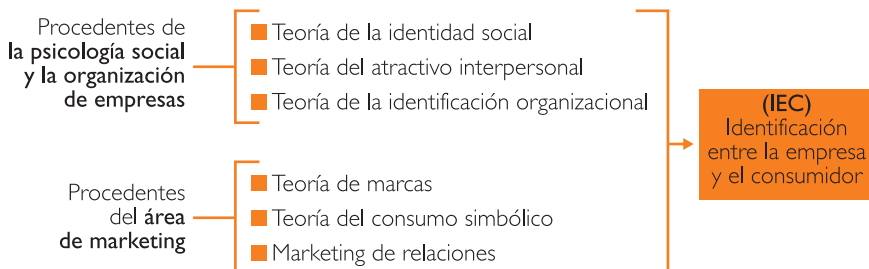 Procedentes de
la psicología social
y la organización
de empresas
Teoría de la identidad social
Teoría del atractivo interpersonal
Teoría de la identificación organizacional
Procedentes
del área
de marketing
Teoría de marcas
Teoría del consumo simbólico
Marketing de relaciones
(IEC)
Identificación
entre la empresa
y el consumidor